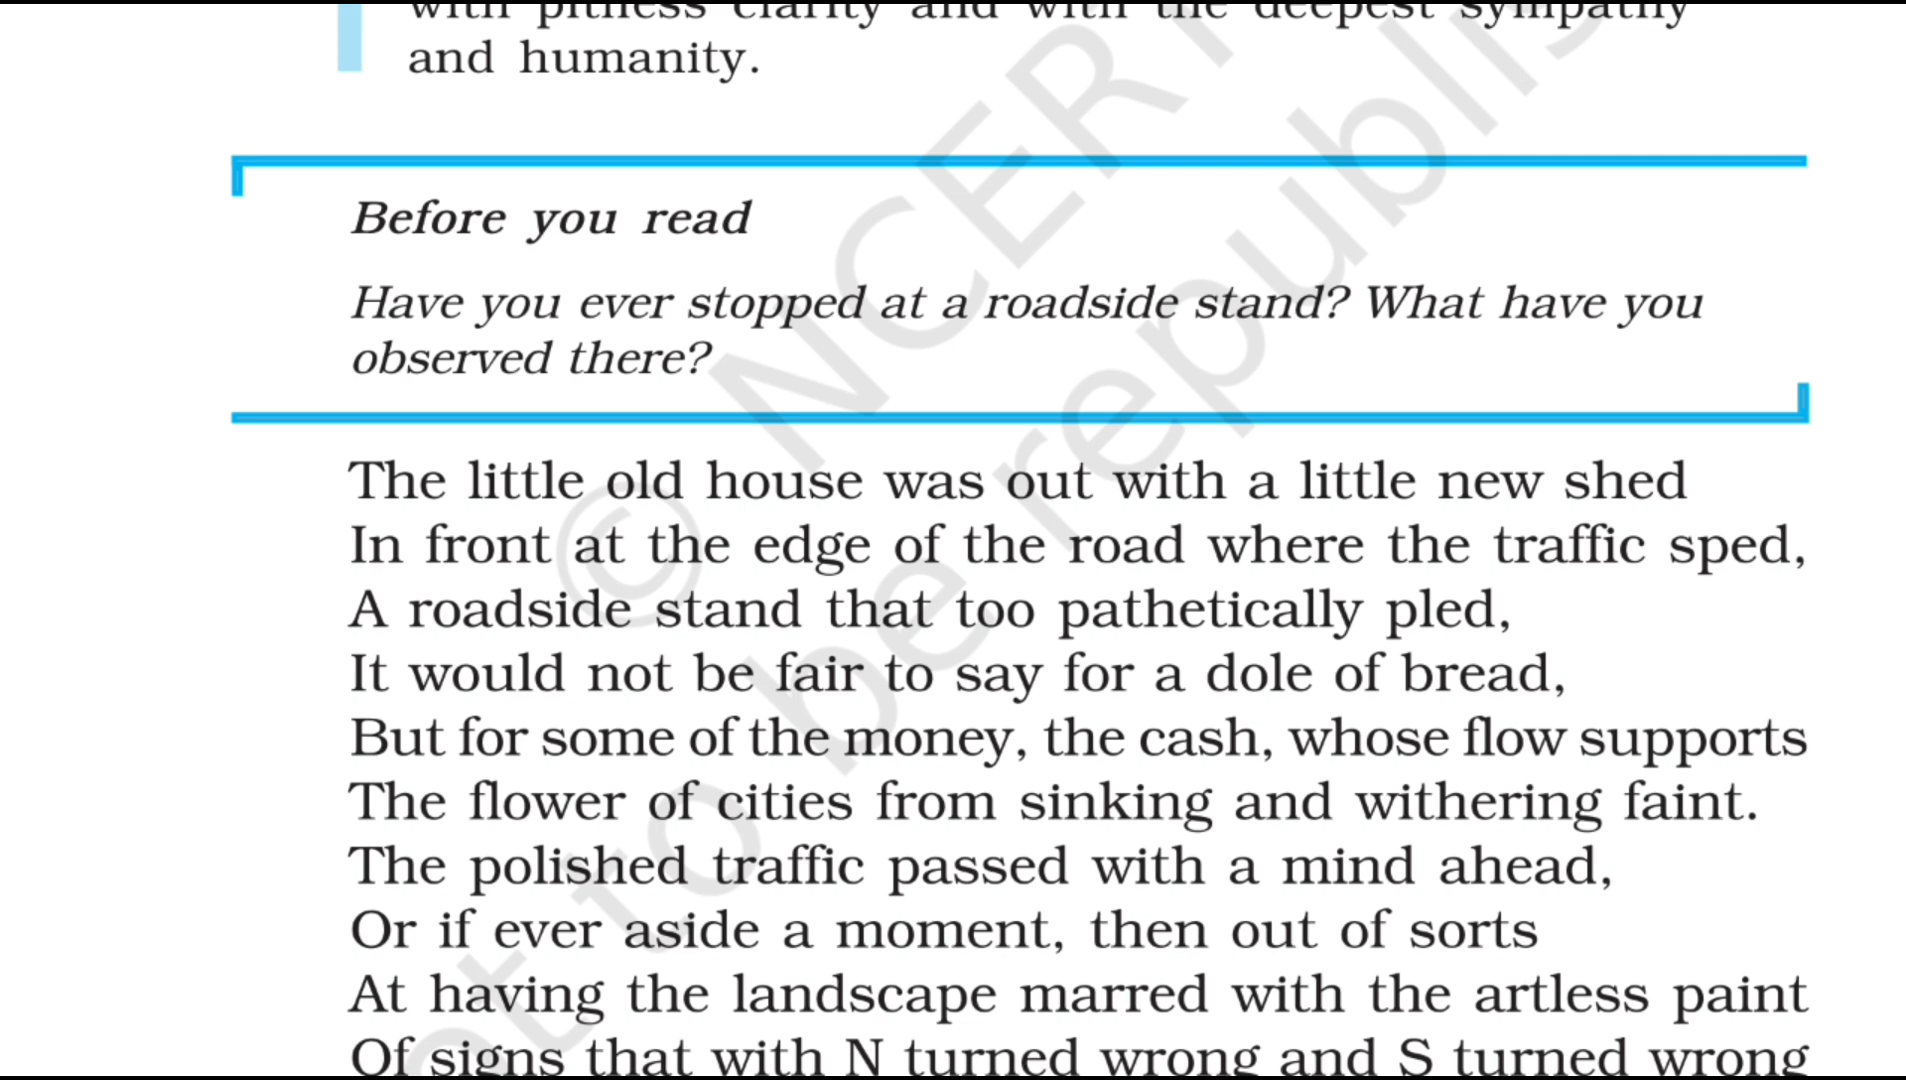 with pithless clarity and with the deepest sympathy
and humanity.
Before you read
Have you ever stopped at a roadside stand? What have you
observed there?
The little old house was out with a little new shed
In front at the edge of the road where the traffic sped,
A roadside stand that too pathetically pled,
It would not be fair to say for a dole of bread,
But for some of the money, the cash, whose flow supports
The flower of cities from sinking and withering faint.
The polished traffic passed with a mind ahead,
Or if ever aside a moment, then out of sorts
At having the landscape marred with the artless paint
Of signs that with N turned wrong and S turned wrong
© NCER
to be republis